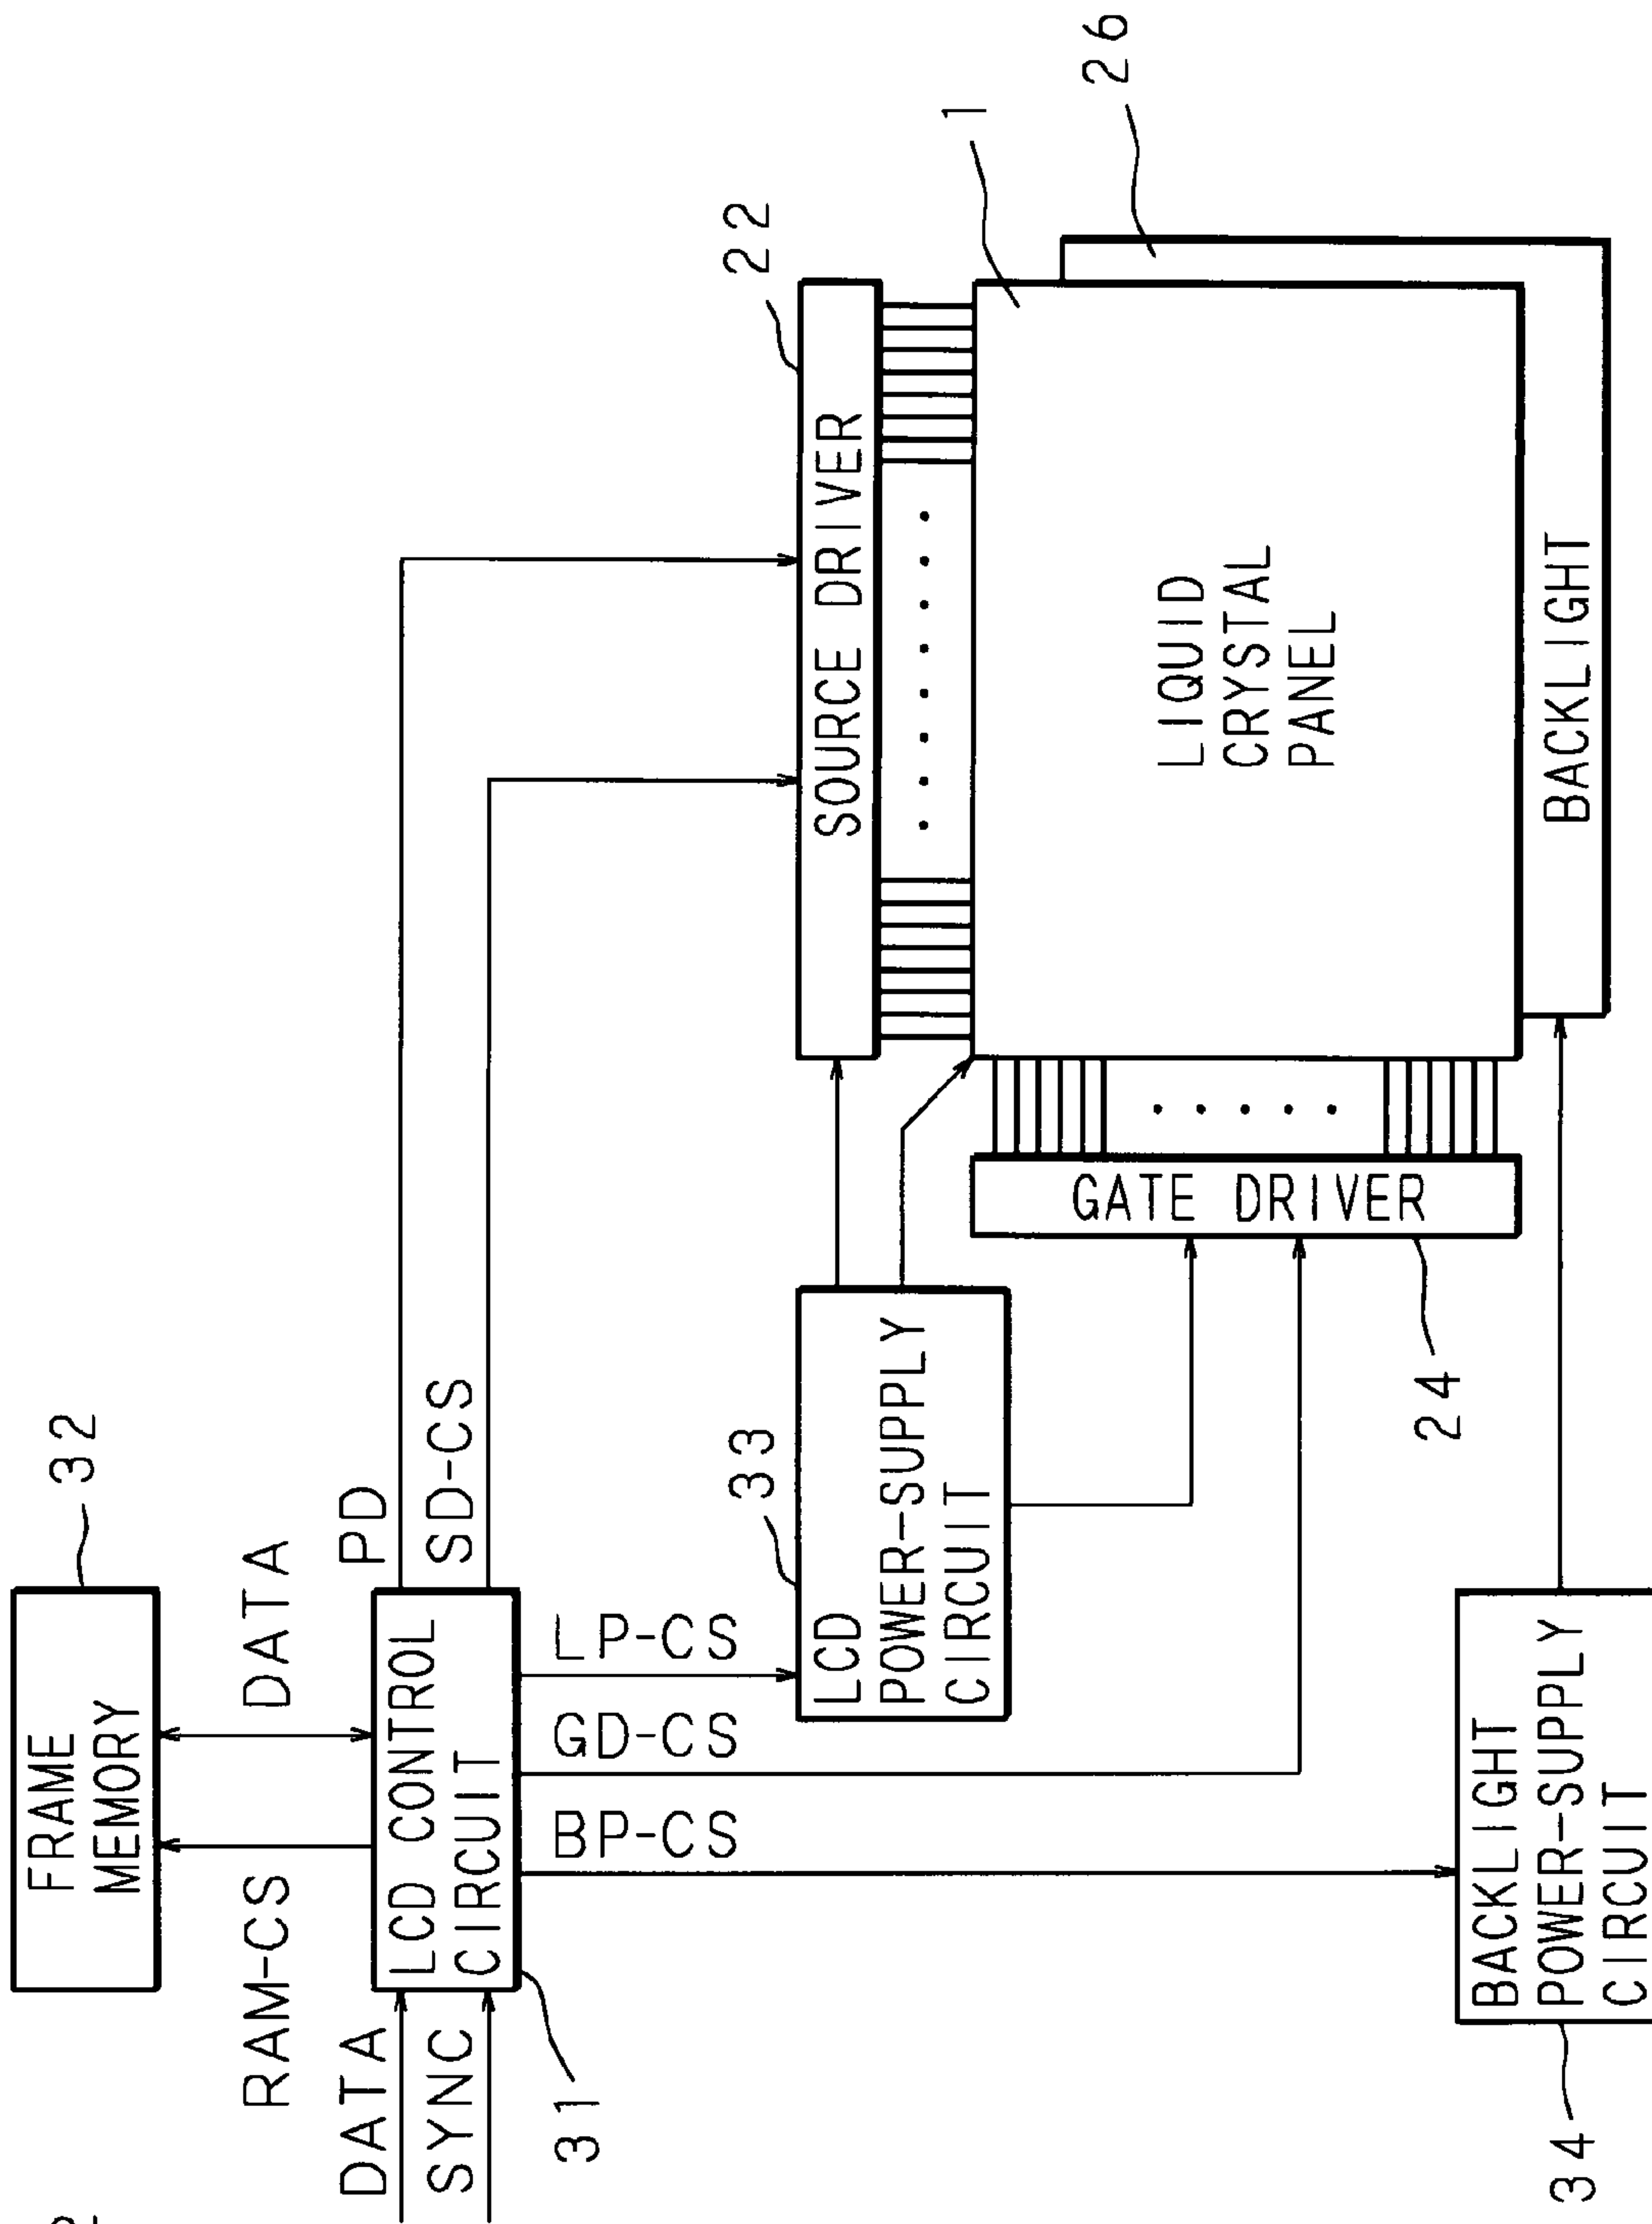 FRAME
MEMORY
32
RAM-CS
DATA
DATA
SYNC
LCD CONTROL
CIRCUIT
31
PD
SD-CS
LP-CS
GD-CS
BP-CS
33
LCD
POWER-SUPPLY
CIRCUIT
SOURCE DRIVER
22
GATE DRIVER
24
LIQUID
CRYSTAL
PANEL
1
26
BACKLIGHT
BACKLIGHT
POWER-SUPPLY
CIRCUIT
34